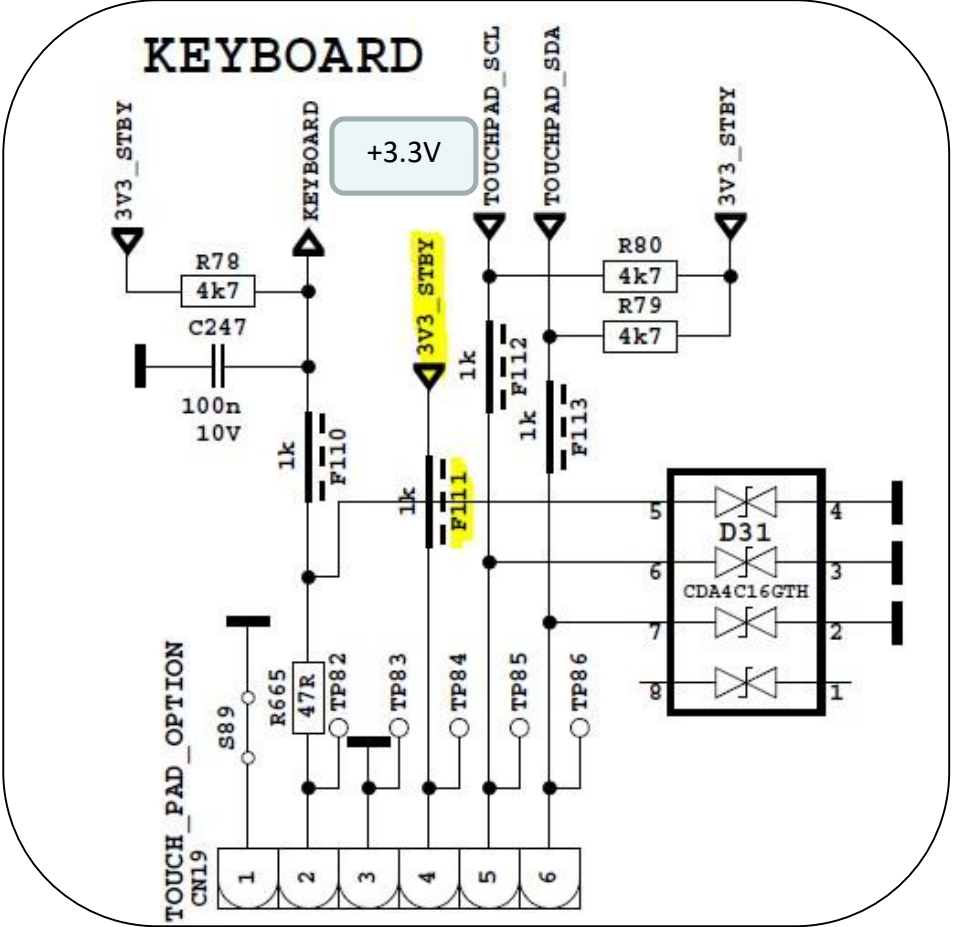 KEYBOARD
3V3_STBY
KEYBOARD
+3.3V
TOUCHPAD_SCL
TOUCHPAD_SDA
3V3_STBY
3V3_STBY
R78
4k7
C247
100n
10V
R80
4k7
R79
4k7
1k
F110
1k
F111
1k
F112
1k
F113
5
4
D31
6
3
CDA4C16GTH
7
2
8
1
TOUCH_PAD_OPTION
CN19
S89
R665
47R
TP82
TP83
TP84
TP85
TP86
1
2
3
4
5
6